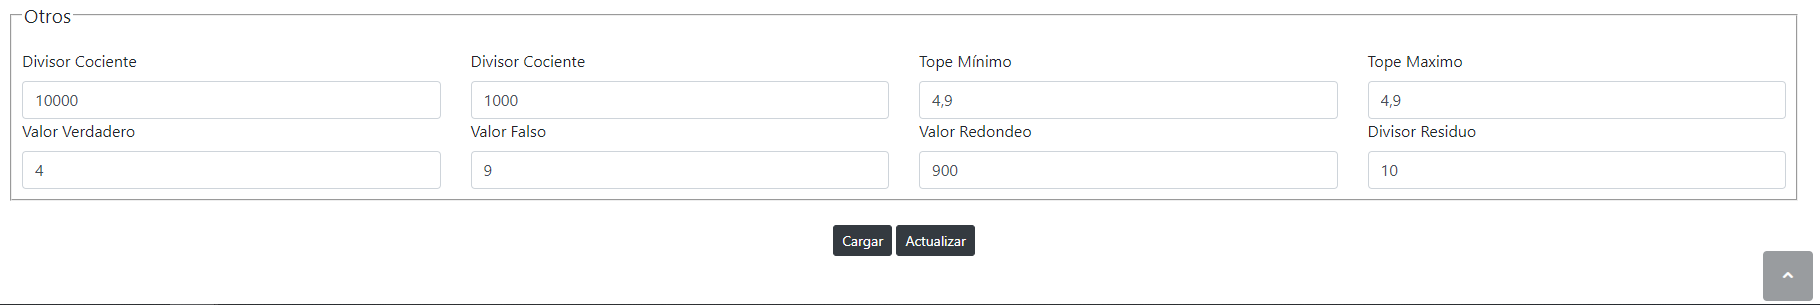 Otros
Divisor Cociente Divisor Cociente Tope Mínimo Tope Maximo
10000 1000 4,9 4,9
Valor Verdadero Valor Falso Valor Redondeo Divisor Residuo
4 9 900 10
Cargar Actualizar